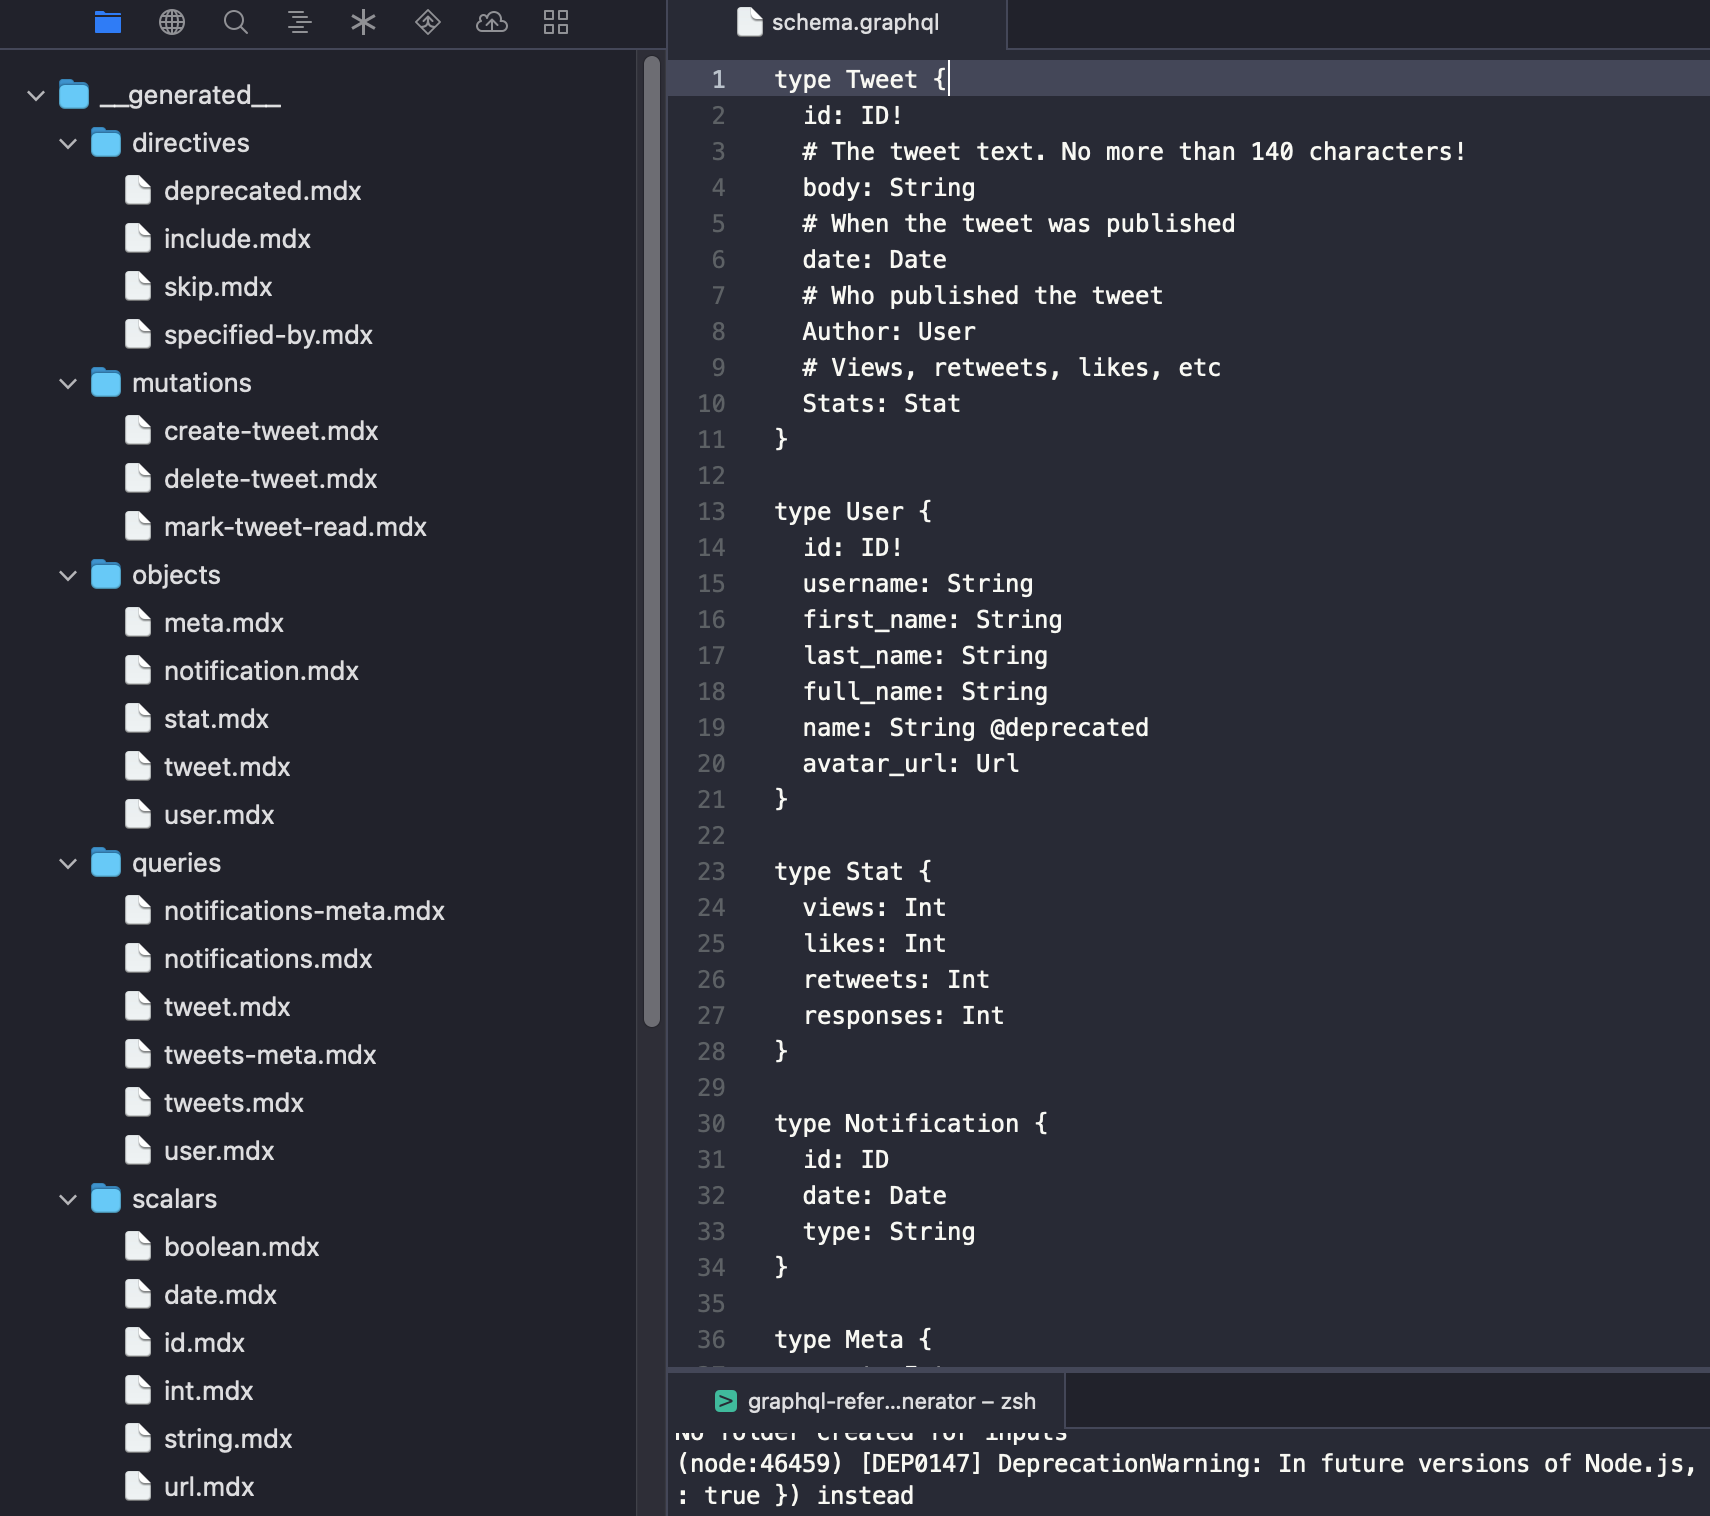 __generated__
directives
deprecated.mdx
include.mdx
skip.mdx
specified-by.mdx
mutations
create-tweet.mdx
delete-tweet.mdx
mark-tweet-read.mdx
objects
meta.mdx
notification.mdx
stat.mdx
tweet.mdx
user.mdx
queries
notifications-meta.mdx
notifications.mdx
tweet.mdx
tweets-meta.mdx
tweets.mdx
user.mdx
scalars
boolean.mdx
date.mdx
id.mdx
int.mdx
string.mdx
url.mdx
schema.graphql
1 type Tweet {
2 id: ID!
3 # The tweet text. No more than 140 characters!
4 body: String
5 # When the tweet was published
6 date: Date
7 # Who published the tweet
8 Author: User
9 # Views, retweets, likes, etc
10 Stats: Stat
11 }
12
13 type User {
14 id: ID!
15 username: String
16 first_name: String
17 last_name: String
18 full_name: String
19 name: String @deprecated
20 avatar_url: Url
21 }
22
23 type Stat {
24 views: Int
25 likes: Int
26 retweets: Int
27 responses: Int
28 }
29
30 type Notification {
31 id: ID
32 date: Date
33 type: String
34 }
35
36 type Meta {
graphql-refer...nerator – zsh
No folder created for inputs
(node:46459) [DEP0147] DeprecationWarning: In future versions of Node.js,
: true }) instead